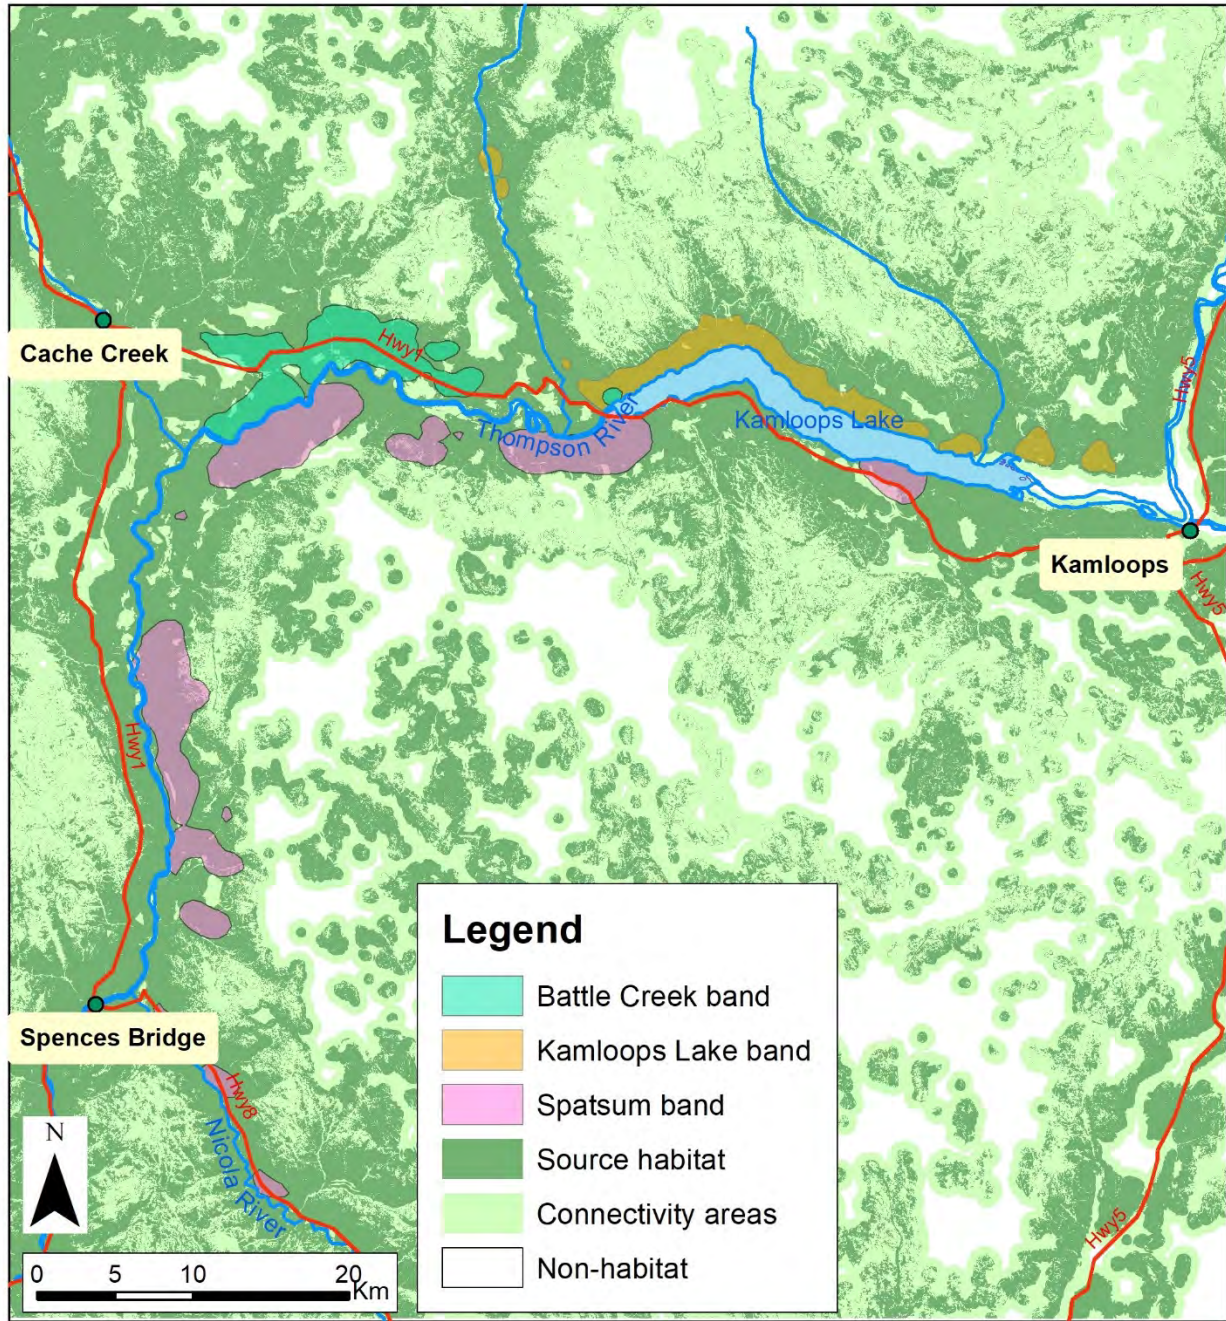 Hwy1
Cache Creek
Hwy5
Thompson River
Kamloops Lake
Kamloops
Hwy5
Hwy1
Spences Bridge
Hwy8
Nicola River
Hwy5
N
0 5 10 20
Km
Legend
Battle Creek band
Kamloops Lake band
Spatsum band
Source habitat
Connectivity areas
Non-habitat